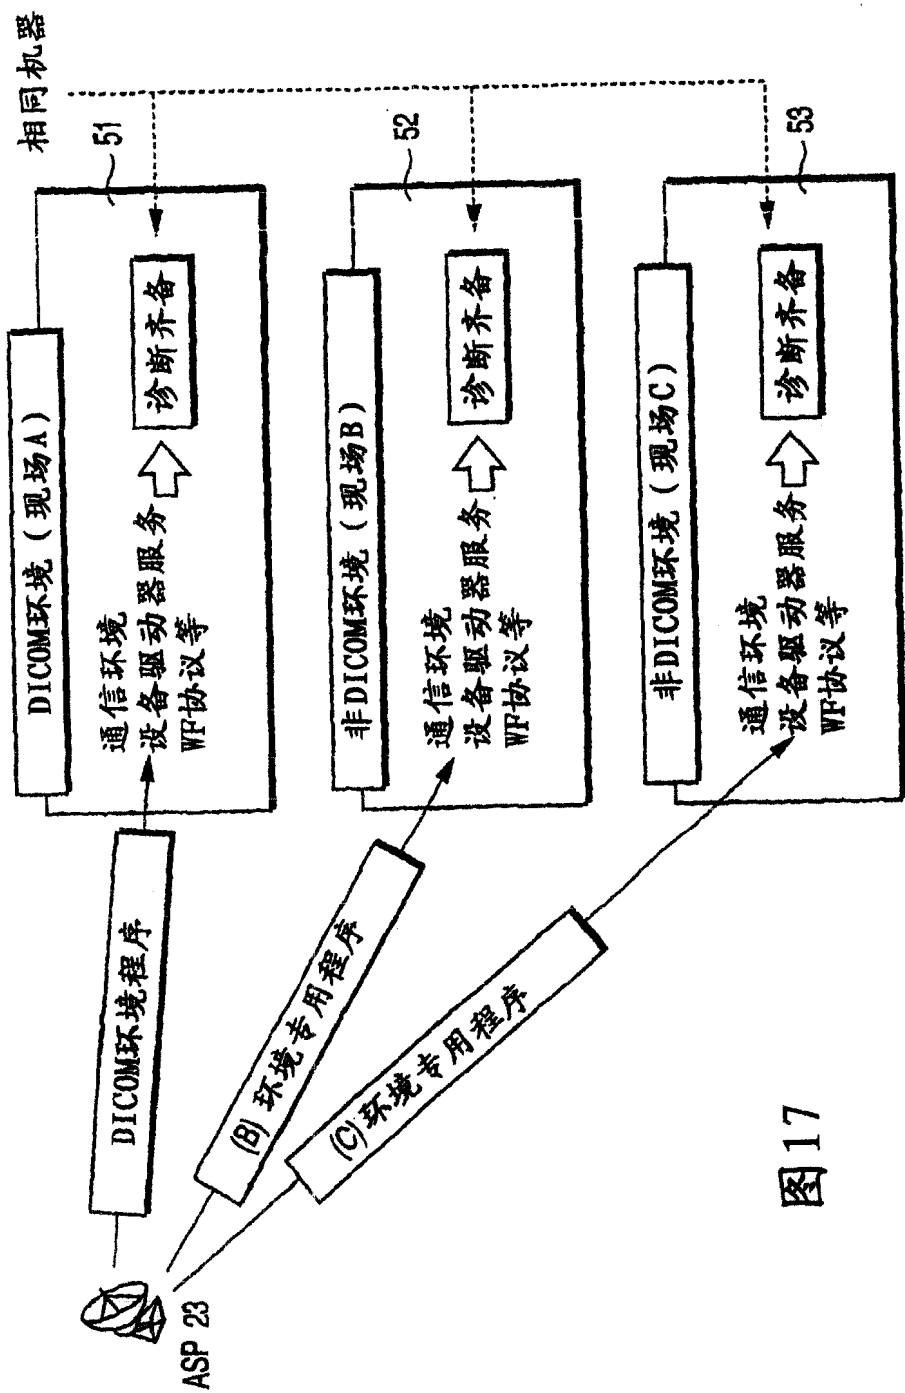 相同机器
51
DICOM环境（现场A）
通信环境
设备驱动器服务
WF协议等
诊断齐备
52
非DICOM环境（现场B）
通信环境
设备驱动器服务
WF协议等
诊断齐备
53
非DICOM环境（现场C）
通信环境
设备驱动器服务
WF协议等
诊断齐备
DICOM环境程序
(B)环境专用程序
(C)环境专用程序
ASP 23
图17